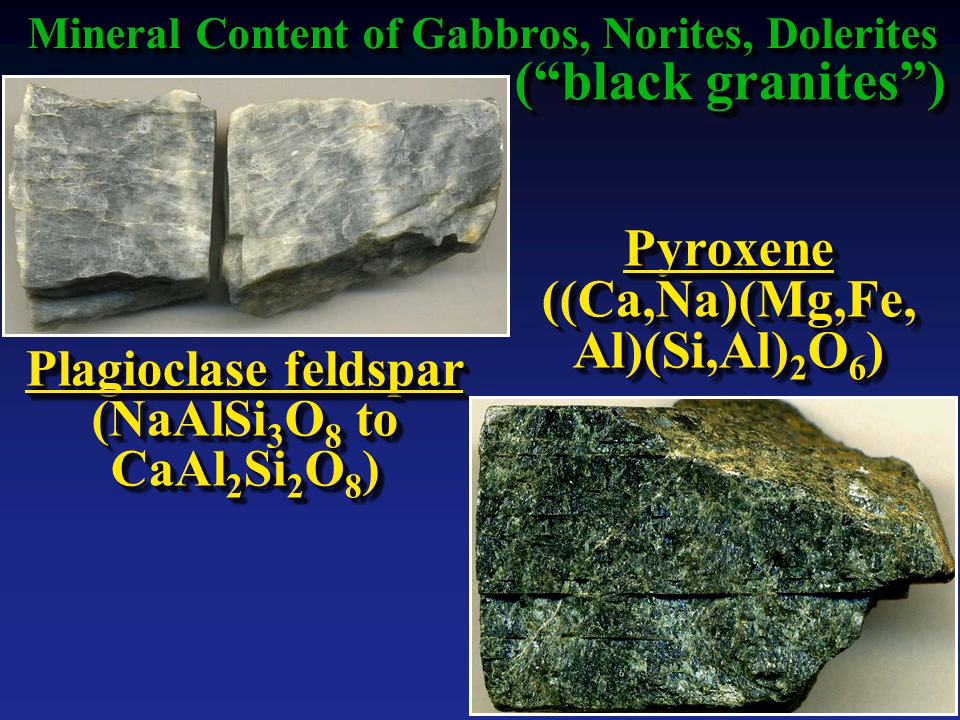 Mineral Content of Gabbros, Norites, Dolerites
(“black granites”)
Pyroxene
((Ca,Na)(Mg,Fe,
Al)(Si,Al)₂O₆)
Plagioclase feldspar
(NaAlSi₃O₈ to
CaAl₂Si₂O₈)